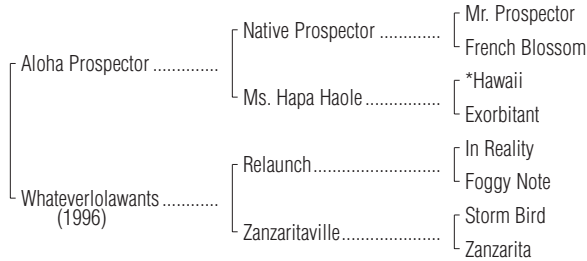 Mr. Prospector
Native Prospector ..............
French Blossom
Aloha Prospector .............
*Hawaii
Ms. Hapa Haole .................
Exorbitant
In Reality
Relaunch .............................
Foggy Note
Whateverlolawants ...........
(1996)
Storm Bird
Zanzaritaville .......................
Zanzarita